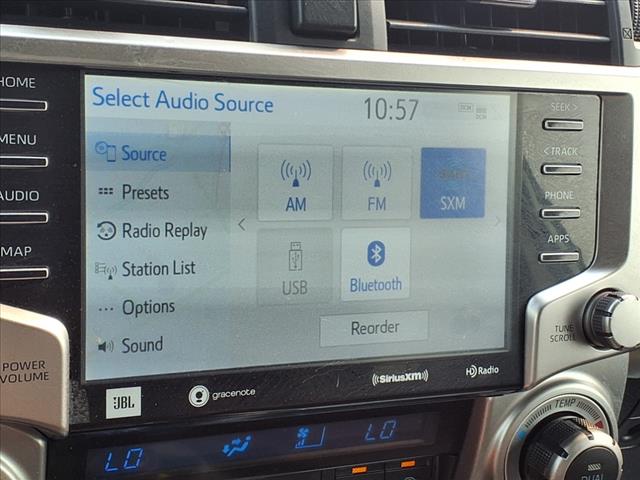 HOME
MENU
AUDIO
MAP
POWER
VOLUME
Select Audio Source
10:57
DCM
Source
Presets
Radio Replay
Station List
Options
Sound
AM
FM
SXM
USB
Bluetooth
Reorder
SEEK >
< TRACK
PHONE
APPS
TUNE
SCROLL
JBL
gracenote
((SiriusXM))
HD Radio
LO
LO
TEMP
DUAL